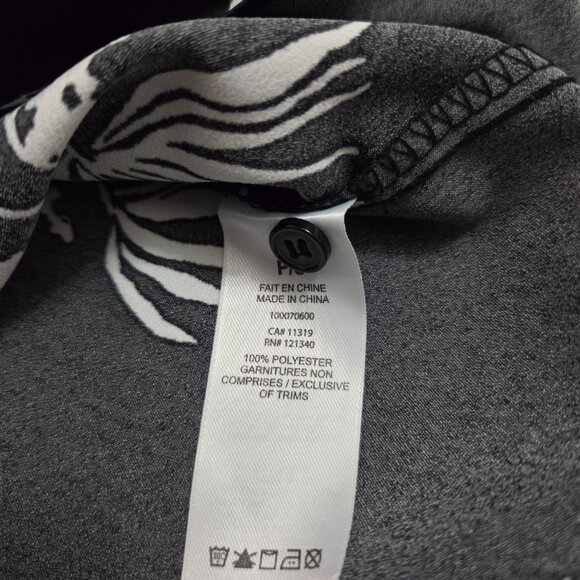 P/S
FAIT EN CHINE
MADE IN CHINA
100070600
CA# 11319
RN# 121340
100% POLYESTER
GARNITURES NON
COMPRISES / EXCLUSIVE
OF TRIMS